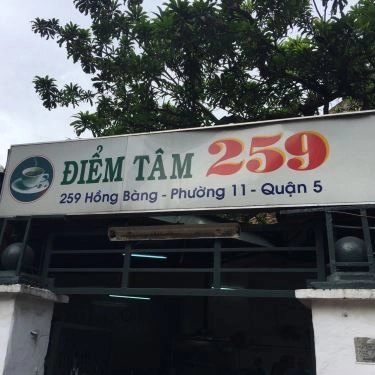 ĐIỂM TÂM 259
259 Hồng Bàng - Phường 11 - Quận 5